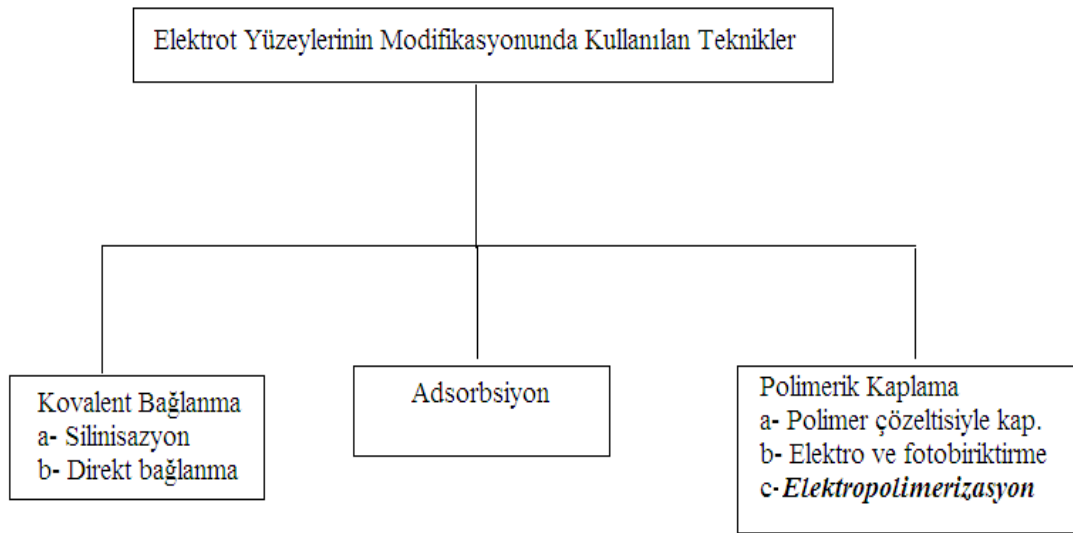 Elektrot Yüzeylerinin Modifikasyonunda Kullanılan Teknikler
Kovalent Bağlanma
a- Silinisazyon
b- Direkt bağlanma
Adsorbsiyon
Polimerik Kaplama
a- Polimer çözeltisiyle kap.
b- Elektro ve fotobiriktirme
c- Elektropolimerizasyon